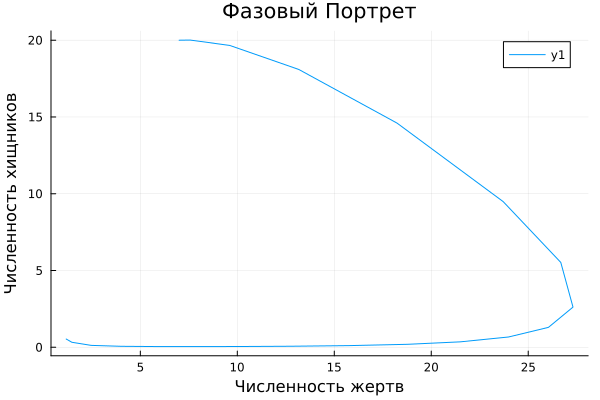 Фазовый Портрет
y1
20
15
10
5
0
Численность хищников
5
10
15
20
25
Численность жертв